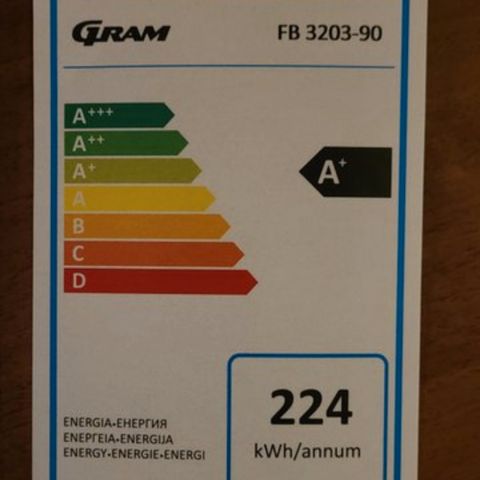 GRAM FB 3203-90
A+++
A++
A+ A+
A
B
C
D
224
ENERGIA•ЕНЕРГИЯ
ΕΝΕΡΓΕΙΑ•ENERGIJA
ENERGY•ENERGIE•ENERGI
kWh/annum